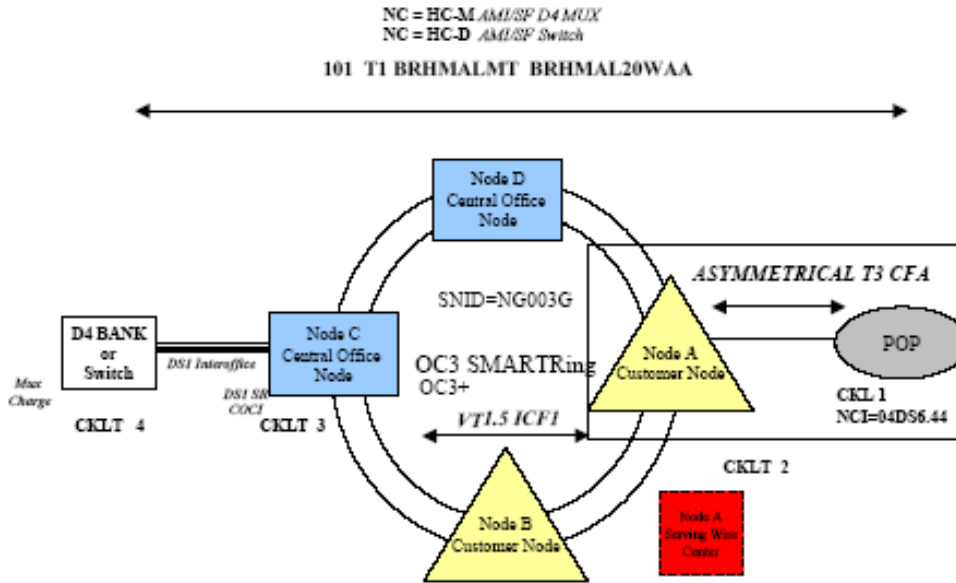 NC = HC-M AMI/SF D4 MUX
NC = HC-D AMI/SF Switch
101 T1 BRHMALMT BRHMAL20WAA
Node D
Central Office
Node
ASYMMETRICAL T3 CFA
SNID=NG003G
D4 BANK
or
Switch
DS1 Interoffice
Node C
Central Office
Node
OC3 SMARTRing
OC3+
Node A
Customer Node
POP
Mux
Charge
DS1 SR
COCI
CKL 1
NCI=04DS6.44
CKLT 4
CKLT 3
VT1.5 ICF1
CKLT 2
Node B
Customer Node
Node A
Serving Wire
Center